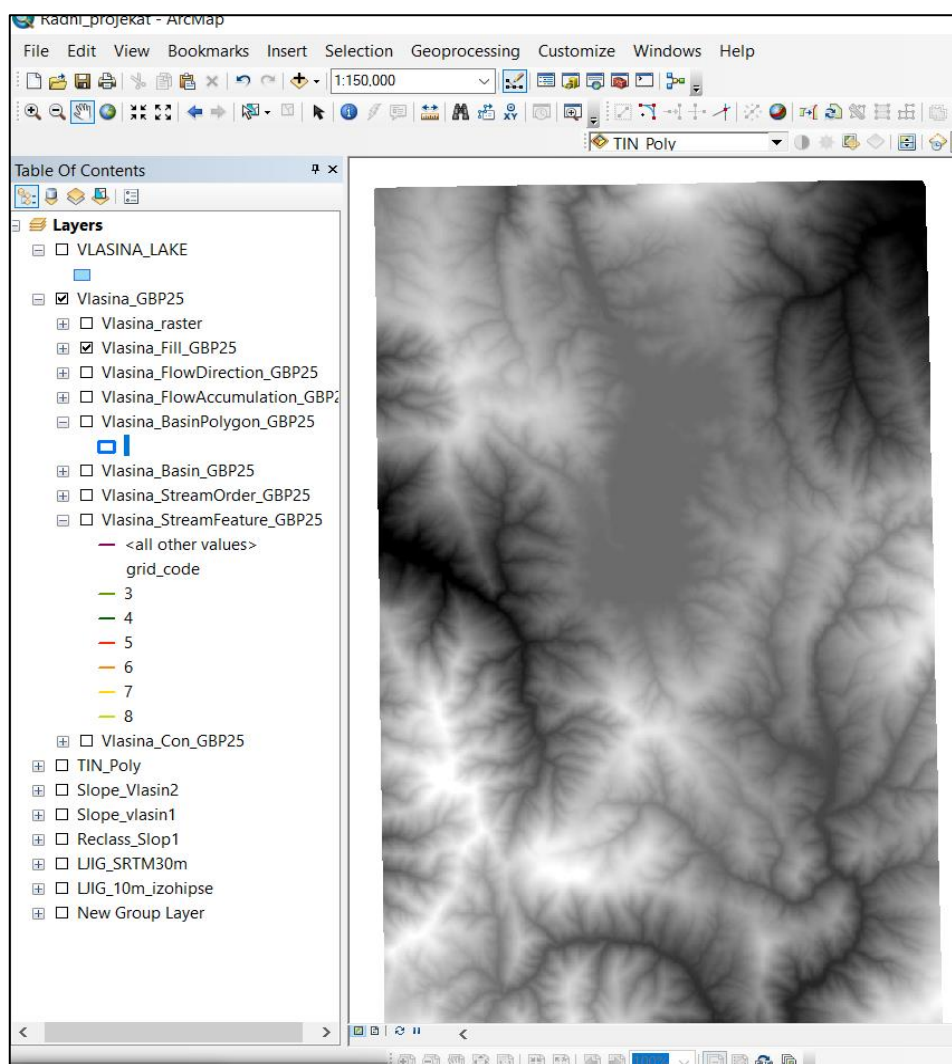 Radni_projekat - ArcMap
File Edit View Bookmarks Insert Selection Geoprocessing Customize Windows Help
1:150,000
TIN_Poly
Table Of Contents
Layers
VLASINA_LAKE
Vlasina_GBP25
Vlasina_raster
Vlasina_Fill_GBP25
Vlasina_FlowDirection_GBP25
Vlasina_FlowAccumulation_GBP2
Vlasina_BasinPolygon_GBP25
Vlasina_Basin_GBP25
Vlasina_StreamOrder_GBP25
Vlasina_StreamFeature_GBP25
<all other values>
grid_code
3
4
5
6
7
8
Vlasina_Con_GBP25
TIN_Poly
Slope_Vlasin2
Slope_vlasin1
Reclass_Slop1
LJIG_SRTM30m
LJIG_10m_izohipse
New Group Layer
100%